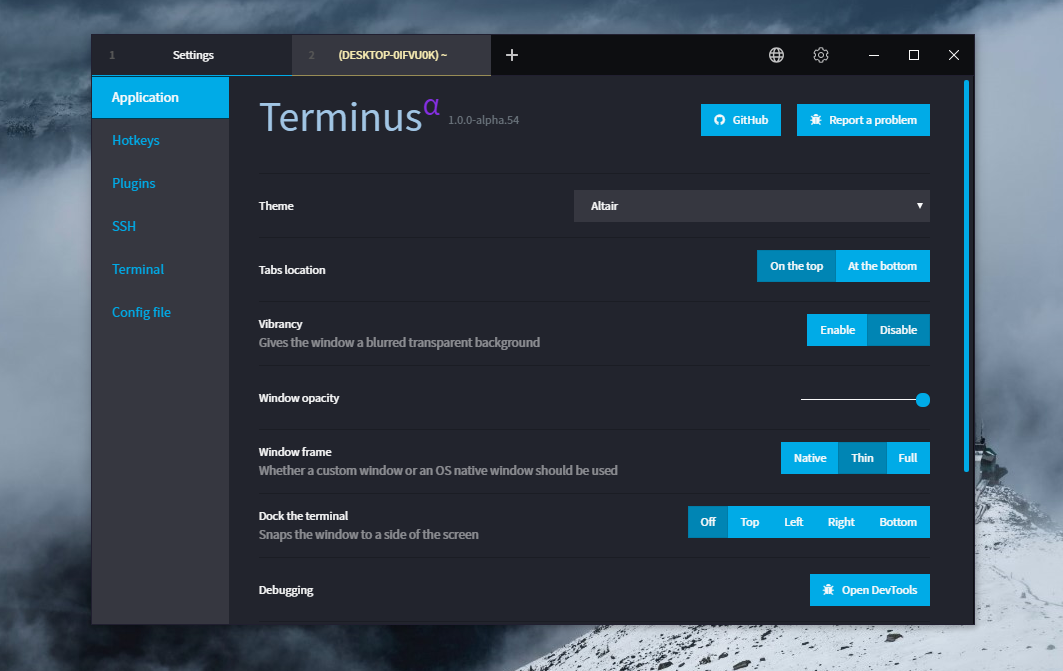 1 Settings 2 (DESKTOP-0IFVU0K) ~
Application
Hotkeys
Plugins
SSH
Terminal
Config file
Terminus α 1.0.0-alpha.54
GitHub
Report a problem
Theme
Altair
Tabs location
On the top At the bottom
Vibrancy
Gives the window a blurred transparent background
Enable Disable
Window opacity
Window frame
Whether a custom window or an OS native window should be used
Native Thin Full
Dock the terminal
Snaps the window to a side of the screen
Off Top Left Right Bottom
Debugging
Open DevTools